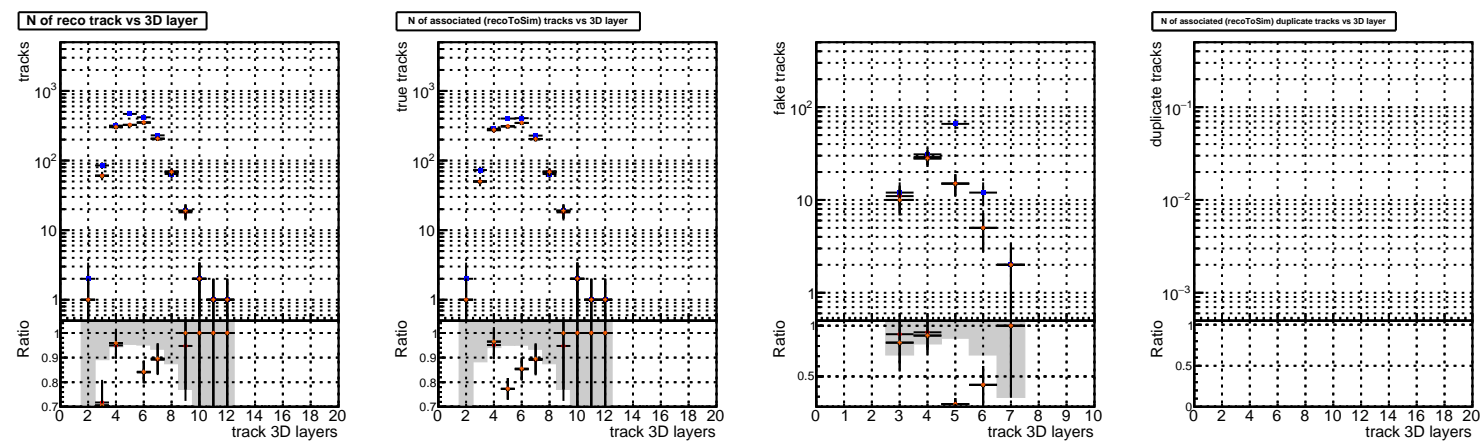 N of reco track vs 3D layer
tracks
10³
10²
10
1
Ratio
1
0.9
0.8
0.7
0 2 4 6 8 10 12 14 16 18 20
track 3D layers
N of associated (recoToSim) tracks vs 3D layer
true tracks
10³
10²
10
1
Ratio
1
0.9
0.8
0.7
0 2 4 6 8 10 12 14 16 18 20
track 3D layers
fake tracks
10²
10
1
Ratio
1
0.5
0 1 2 3 4 5 6 7 8 9 10
track 3D layers
N of associated (recoToSim) duplicate tracks vs 3D layer
duplicate tracks
10⁻¹
10⁻²
10⁻³
Ratio
1
0.5
0
0 2 4 6 8 10 12 14 16 18 20
track 3D layers